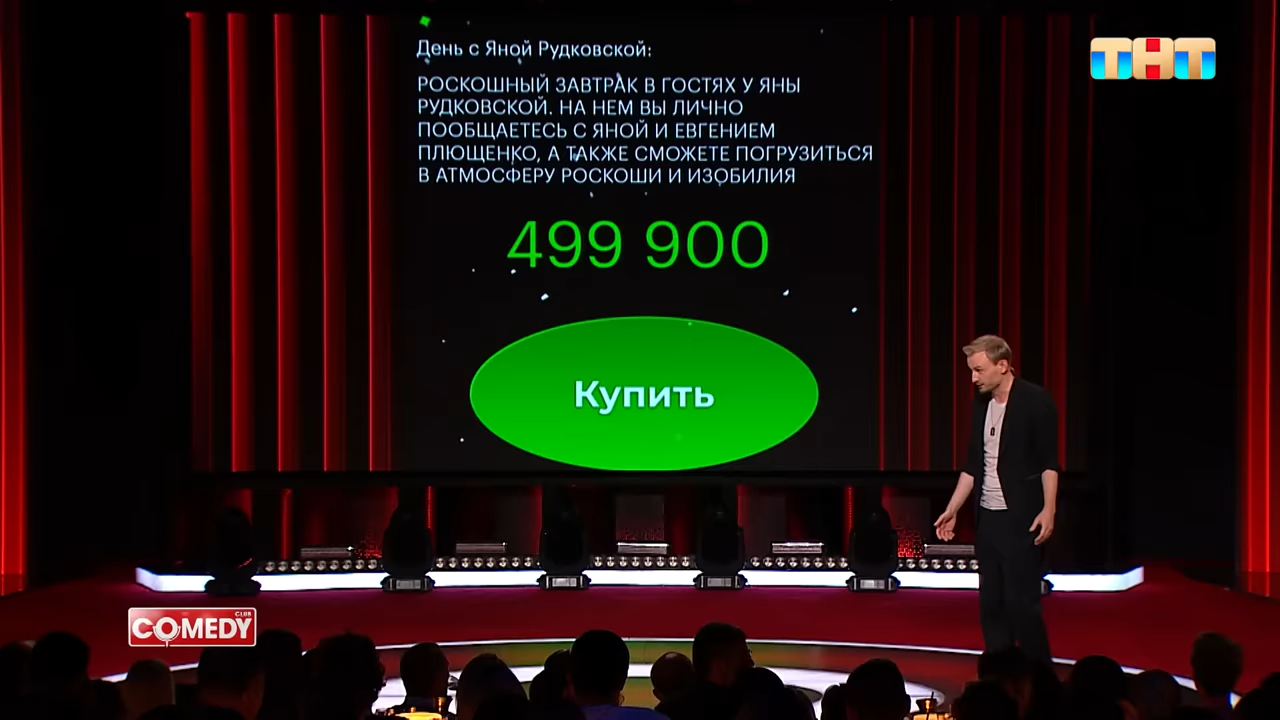 День с Яной Рудковской:
РОСКОШНЫЙ ЗАВТРАК В ГОСТЯХ У ЯНЫ
РУДКОВСКОЙ. НА НЕМ ВЫ ЛИЧНО
ПООБЩАЕТЕСЬ С ЯНОЙ И ЕВГЕНИЕМ
ПЛЮЩЕНКО, А ТАКЖЕ СМОЖЕТЕ ПОГРУЗИТЬСЯ
В АТМОСФЕРУ РОСКОШИ И ИЗОБИЛИЯ
499 900
Купить
ТНТ
CLUB
COMEDY